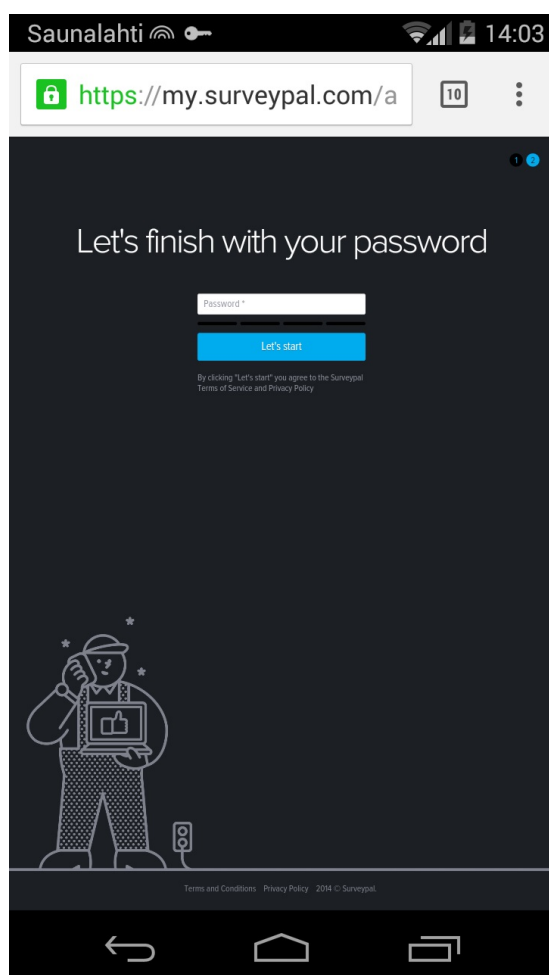 Saunalahti 14:03
https://my.surveypal.com/a 10
1 2
Let's finish with your password
Password *
Let's start
By clicking "Let's start" you agree to the Surveypal
Terms of Service and Privacy Policy
Terms and Conditions Privacy Policy 2014 © Surveypal